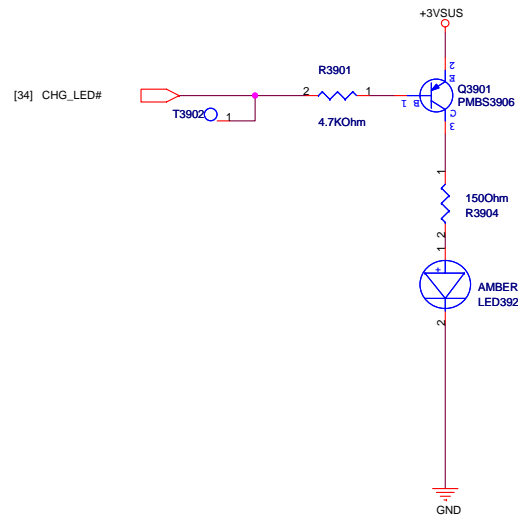 +3VSUS
2
E
R3901
Q3901
PMBS3906
[34] CHG_LED#
2
1
B
1
C
T3902
1
4.7KOhm
3
1
150Ohm
R3904
2
1
+
AMBER
LED392
2
GND